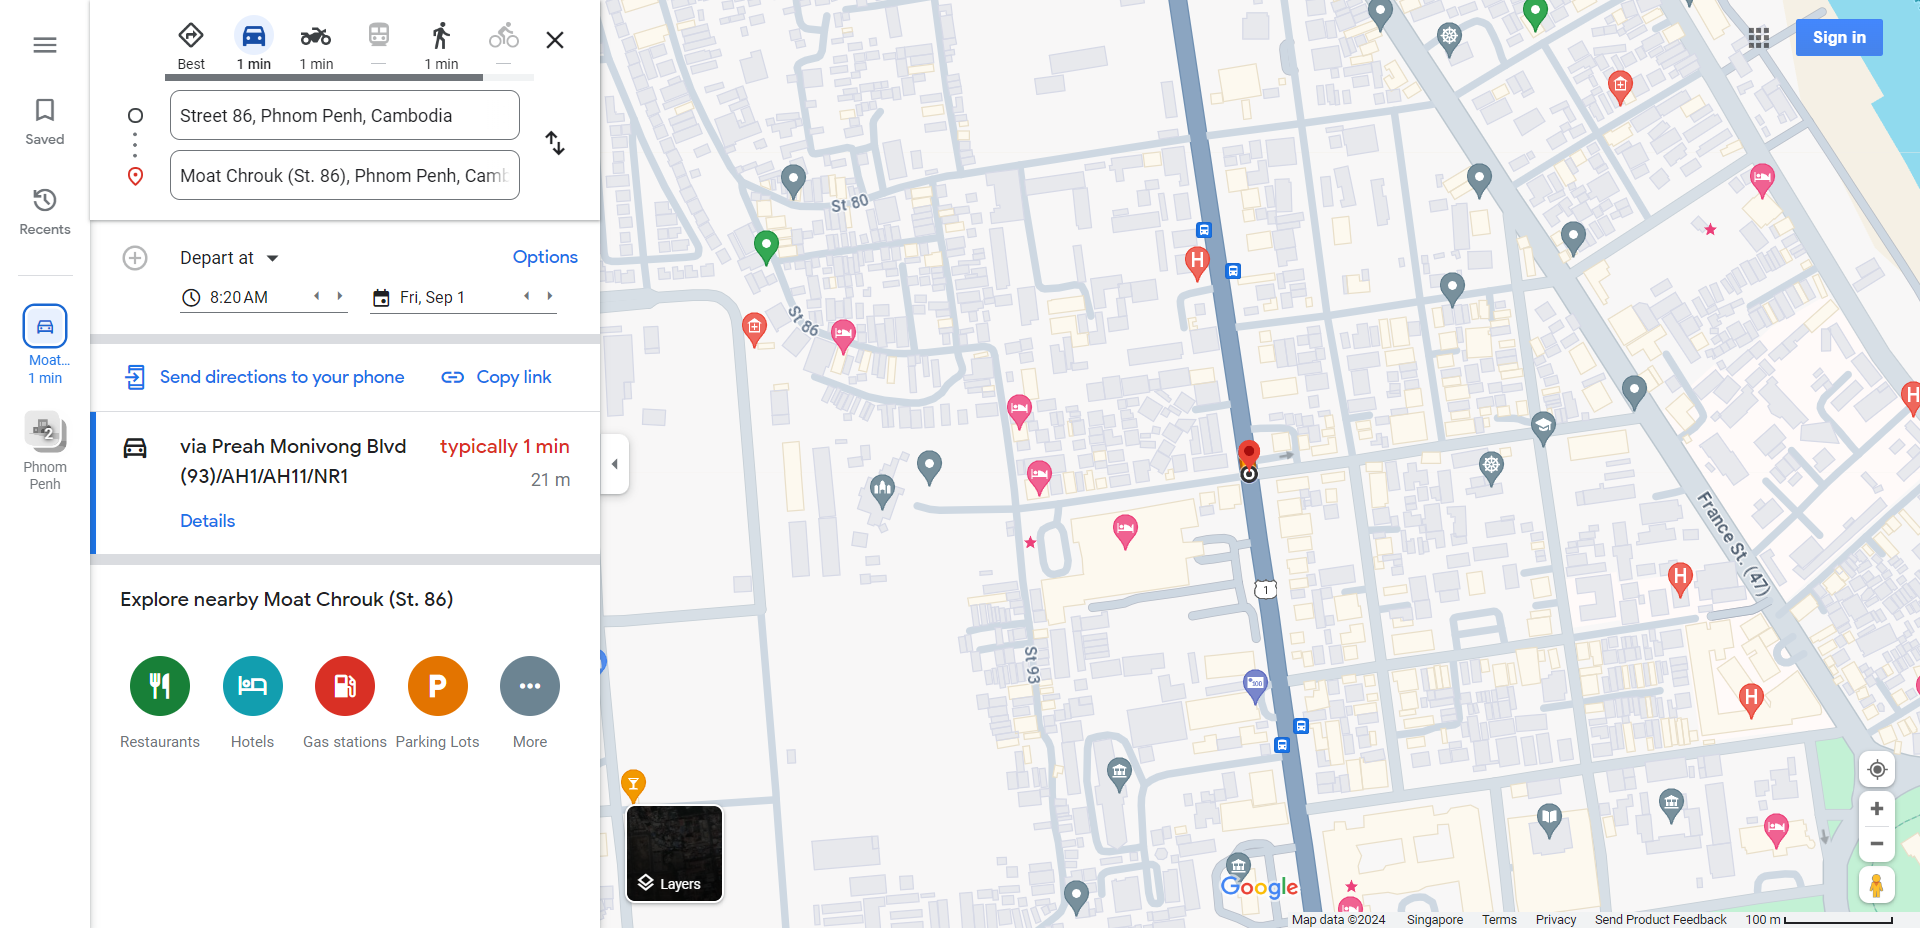 Saved
Recents
Moat...
1 min
2
Phnom
Penh
Best
1 min
1 min
—
1 min
—
Street 86, Phnom Penh, Cambodia
Moat Chrouk (St. 86), Phnom Penh, Camb
Depart at
Options
8:20 AM
Fri, Sep 1
Send directions to your phone
Copy link
via Preah Monivong Blvd
(93)/AH1/AH11/NR1
typically 1 min
21 m
Details
Explore nearby Moat Chrouk (St. 86)
P
Restaurants
Hotels
Gas stations
Parking Lots
More
Sign in
St 80
St 86
H
H
France St. (47)
H
1
St 93
500
H
Layers
Google
Map data ©2024
Singapore
Terms
Privacy
Send Product Feedback
100 m